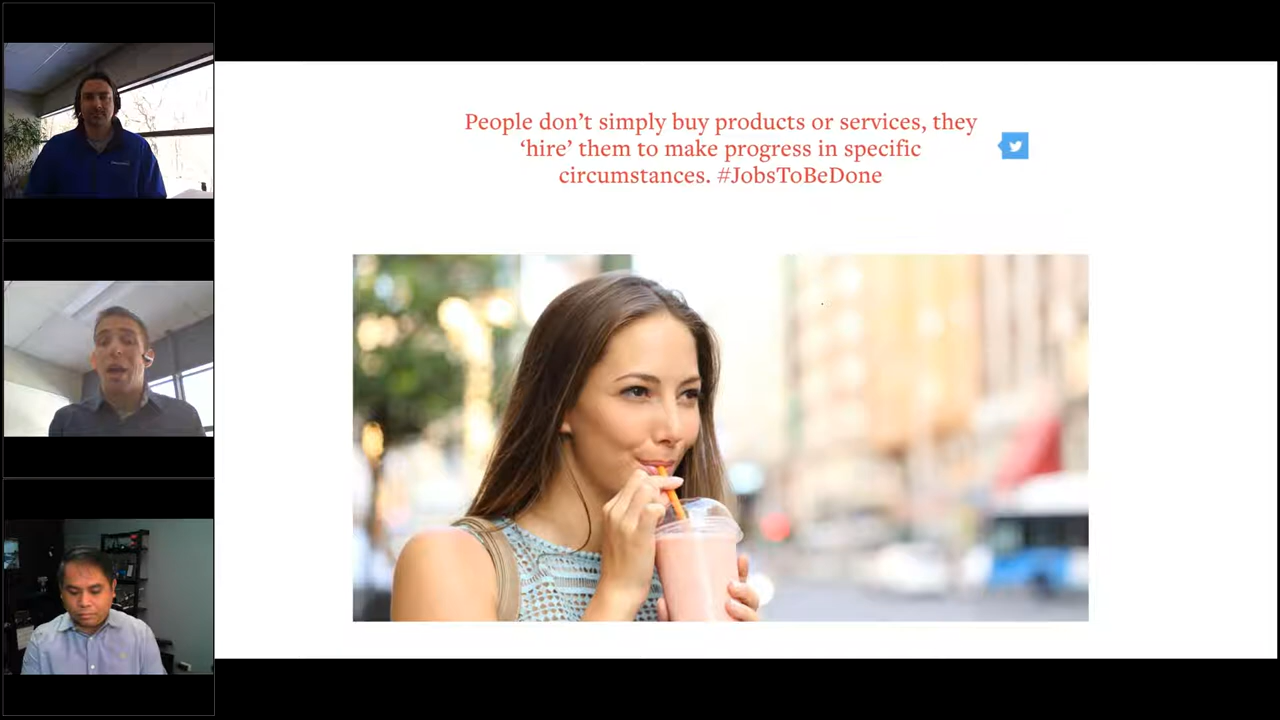 People don’t simply buy products or services, they
‘hire’ them to make progress in specific
circumstances. #JobsToBeDone